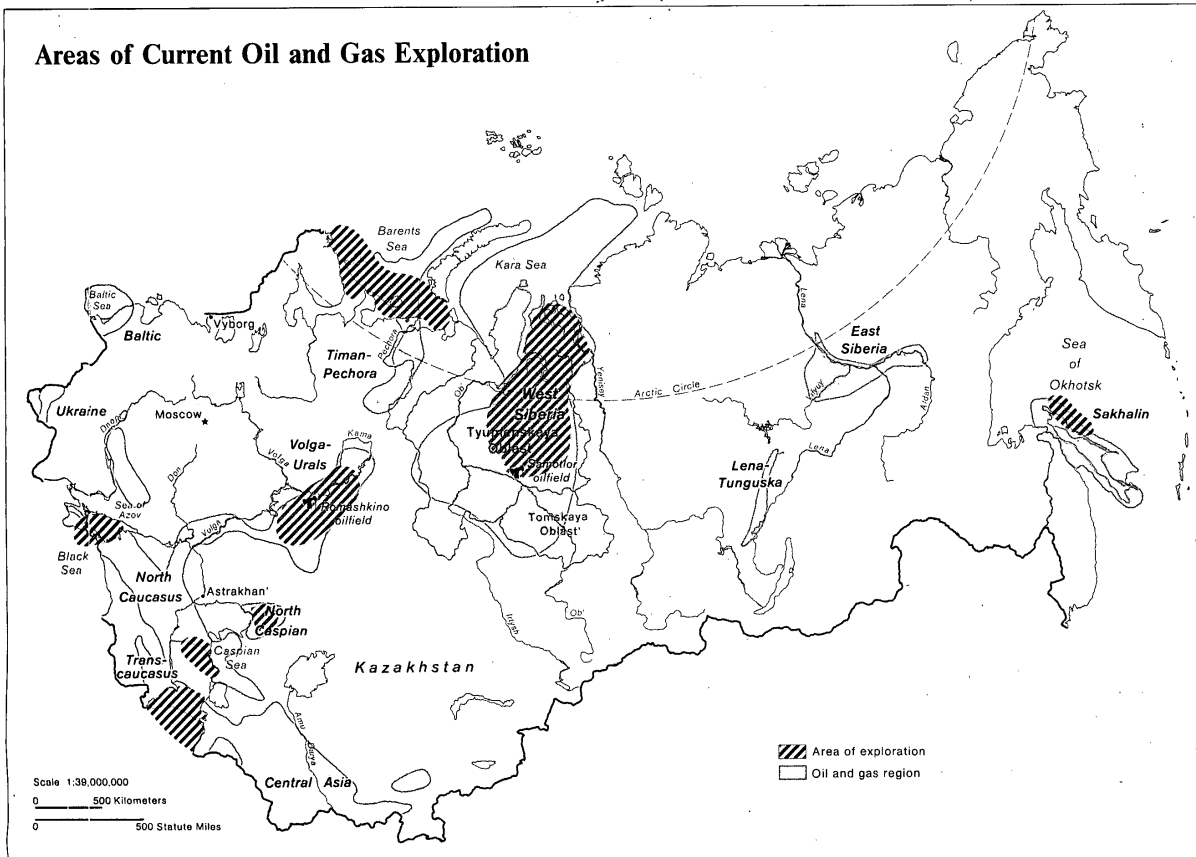 Areas of Current Oil and Gas Exploration
Barents
Sea
Kara Sea
Baltic
Sea
Baltic
Vyborg
Timan-
Pechora
Pechora
Ob'
West
Siberia
Tyumenskaya
Oblast
Samotlor
oilfield
Yenisey
Arctic Circle
Lena
East
Siberia
Vilyuy
Aldan
Lena
Lena-
Tunguska
Sea
of
Okhotsk
Sakhalin
Ukraine
Dnepr
Moscow
Don
Volga
Volga-
Urals
Kama
Romashkino
oilfield
Tomskaya
Oblast'
Sea of
Azov
Volga
Black
Sea
North
Caucasus
Astrakhan'
North
Caspian
Caspian
Sea
Trans-
caucasus
Kazakhstan
Irtysh
Ob'
Amu
Darya
Central Asia
Area of exploration
Oil and gas region
Scale 1:39,000,000
0 500 Kilometers
0 500 Statute Miles